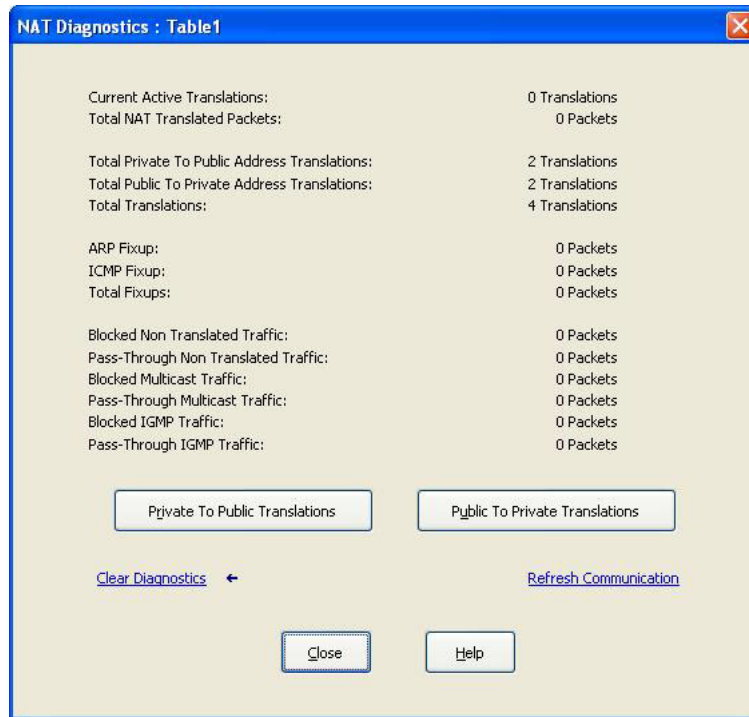 NAT Diagnostics : Table1
Current Active Translations: 0 Translations
Total NAT Translated Packets: 0 Packets
Total Private To Public Address Translations: 2 Translations
Total Public To Private Address Translations: 2 Translations
Total Translations: 4 Translations
ARP Fixup: 0 Packets
ICMP Fixup: 0 Packets
Total Fixups: 0 Packets
Blocked Non Translated Traffic: 0 Packets
Pass-Through Non Translated Traffic: 0 Packets
Blocked Multicast Traffic: 0 Packets
Pass-Through Multicast Traffic: 0 Packets
Blocked IGMP Traffic: 0 Packets
Pass-Through IGMP Traffic: 0 Packets
Private To Public Translations Public To Private Translations
Clear Diagnostics Refresh Communication
Close Help